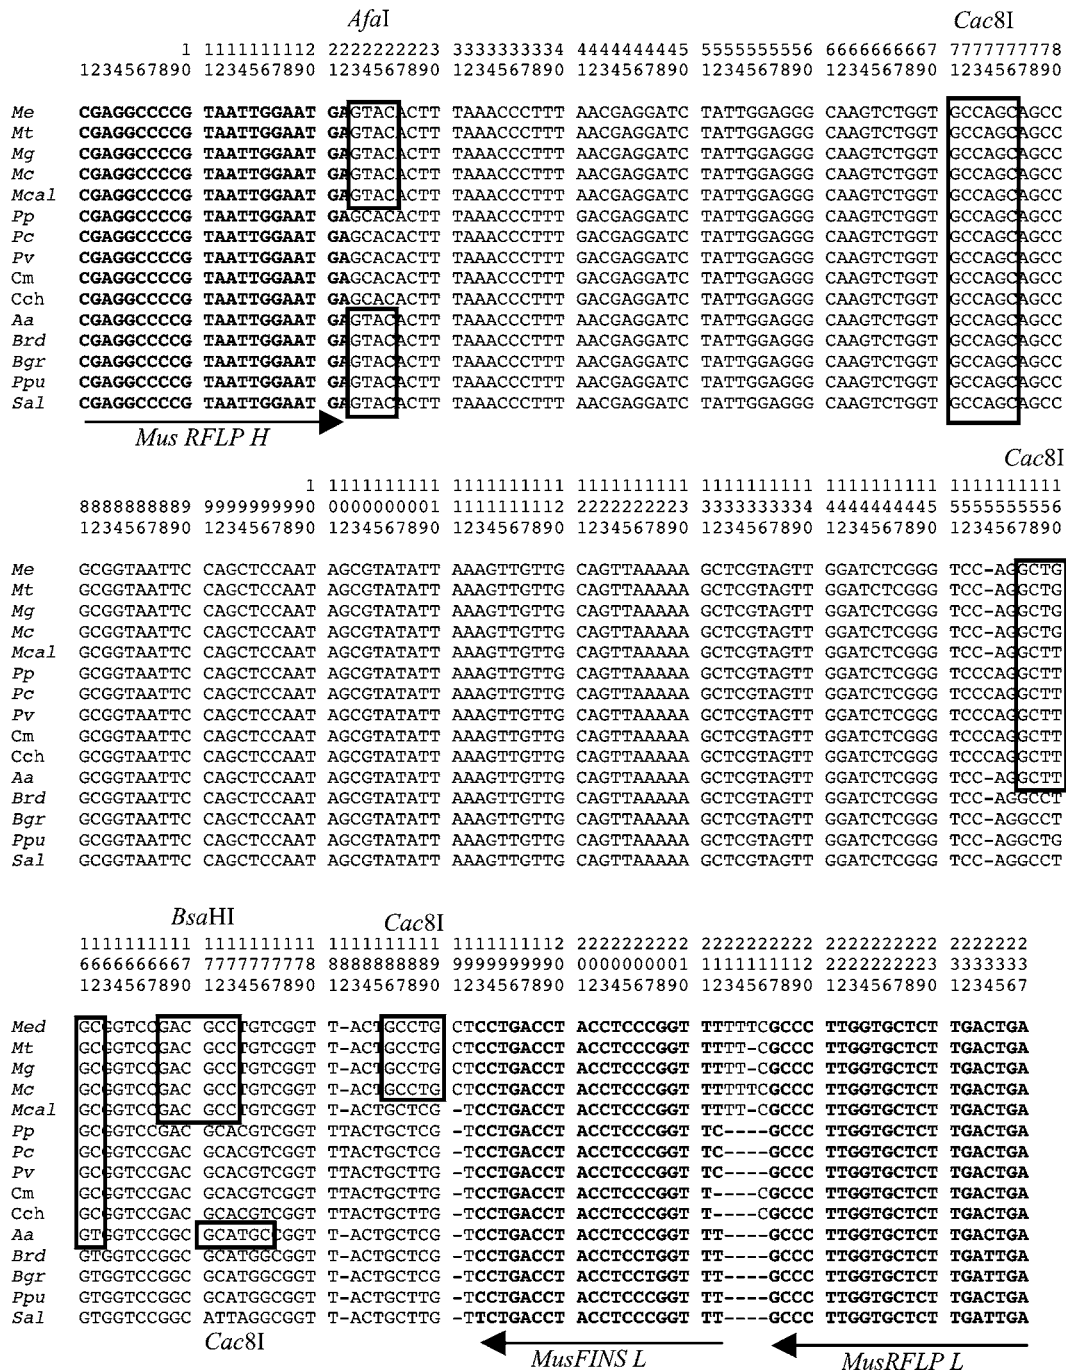 AfaI Cac8I
1 1111111112 2222222223 3333333334 4444444445 5555555556 6666666667 7777777778
1234567890 1234567890 1234567890 1234567890 1234567890 1234567890 1234567890 1234567890
Me CGAGGCCCCG TAATTGGAAT GAGTACACTT TAAACCCTTT AACGAGGATC TATTGGAGGG CAAGTCTGGT GCCAGCAGCC
Mt CGAGGCCCCG TAATTGGAAT GAGTACACTT TAAACCCTTT AACGAGGATC TATTGGAGGG CAAGTCTGGT GCCAGCAGCC
Mg CGAGGCCCCG TAATTGGAAT GAGTACACTT TAAACCCTTT AACGAGGATC TATTGGAGGG CAAGTCTGGT GCCAGCAGCC
Mc CGAGGCCCCG TAATTGGAAT GAGTACACTT TAAACCCTTT AACGAGGATC TATTGGAGGG CAAGTCTGGT GCCAGCAGCC
Mcal CGAGGCCCCG TAATTGGAAT GAGTACACTT TAAACCCTTT AACGAGGATC TATTGGAGGG CAAGTCTGGT GCCAGCAGCC
Pp CGAGGCCCCG TAATTGGAAT GAGCACACTT TAAACCCTTT GACGAGGATC TATTGGAGGG CAAGTCTGGT GCCAGCAGCC
Pc CGAGGCCCCG TAATTGGAAT GAGCACACTT TAAACCCTTT GACGAGGATC TATTGGAGGG CAAGTCTGGT GCCAGCAGCC
Pv CGAGGCCCCG TAATTGGAAT GAGCACACTT TAAACCCTTT GACGAGGATC TATTGGAGGG CAAGTCTGGT GCCAGCAGCC
Cm CGAGGCCCCG TAATTGGAAT GAGCACACTT TAAACCCTTT GACGAGGATC TATTGGAGGG CAAGTCTGGT GCCAGCAGCC
Cch CGAGGCCCCG TAATTGGAAT GAGCACACTT TAAACCCTTT GACGAGGATC TATTGGAGGG CAAGTCTGGT GCCAGCAGCC
Aa CGAGGCCCCG TAATTGGAAT GAGTACACTT TAAACCCTTT AACGAGGATC TATTGGAGGG CAAGTCTGGT GCCAGCAGCC
Brd CGAGGCCCCG TAATTGGAAT GAGTACACTT TAAACCCTTT AACGAGGATC TATTGGAGGG CAAGTCTGGT GCCAGCAGCC
Bgr CGAGGCCCCG TAATTGGAAT GAGTACACTT TAAACCCTTT AACGAGGATC TATTGGAGGG CAAGTCTGGT GCCAGCAGCC
Ppu CGAGGCCCCG TAATTGGAAT GAGTACACTT TAAACCCTTT AACGAGGATC TATTGGAGGG CAAGTCTGGT GCCAGCAGCC
Sal CGAGGCCCCG TAATTGGAAT GAGTACACTT TAAACCCTTT AACGAGGATC TATTGGAGGG CAAGTCTGGT GCCAGCAGCC
Mus RFLP H
Cac8I
1 1111111111 1111111111 1111111111 1111111111 1111111111 1111111111
8888888889 9999999990 0000000001 1111111112 2222222223 3333333334 4444444445 5555555556
1234567890 1234567890 1234567890 1234567890 1234567890 1234567890 1234567890 1234567890
Me GCGGTAATTC CAGCTCCAAT AGCGTATATT AAAGTTGTTG CAGTTAAAAA GCTCGTAGTT GGATCTCGGG TCC-AGGCTG
Mt GCGGTAATTC CAGCTCCAAT AGCGTATATT AAAGTTGTTG CAGTTAAAAA GCTCGTAGTT GGATCTCGGG TCC-AGGCTG
Mg GCGGTAATTC CAGCTCCAAT AGCGTATATT AAAGTTGTTG CAGTTAAAAA GCTCGTAGTT GGATCTCGGG TCC-AGGCTG
Mc GCGGTAATTC CAGCTCCAAT AGCGTATATT AAAGTTGTTG CAGTTAAAAA GCTCGTAGTT GGATCTCGGG TCC-AGGCTG
Mcal GCGGTAATTC CAGCTCCAAT AGCGTATATT AAAGTTGTTG CAGTTAAAAA GCTCGTAGTT GGATCTCGGG TCC-AGGCTT
Pp GCGGTAATTC CAGCTCCAAT AGCGTATATT AAAGTTGTTG CAGTTAAAAA GCTCGTAGTT GGATCTCGGG TCCCAGGCTT
Pc GCGGTAATTC CAGCTCCAAT AGCGTATATT AAAGTTGTTG CAGTTAAAAA GCTCGTAGTT GGATCTCGGG TCCCAGGCTT
Pv GCGGTAATTC CAGCTCCAAT AGCGTATATT AAAGTTGTTG CAGTTAAAAA GCTCGTAGTT GGATCTCGGG TCCCAGGCTT
Cm GCGGTAATTC CAGCTCCAAT AGCGTATATT AAAGTTGTTG CAGTTAAAAA GCTCGTAGTT GGATCTCGGG TCCCAGGCTT
Cch GCGGTAATTC CAGCTCCAAT AGCGTATATT AAAGTTGTTG CAGTTAAAAA GCTCGTAGTT GGATCTCGGG TCCCAGGCTT
Aa GCGGTAATTC CAGCTCCAAT AGCGTATATT AAAGTTGTTG CAGTTAAAAA GCTCGTAGTT GGATCTCGGG TCC-AGGCTT
Brd GCGGTAATTC CAGCTCCAAT AGCGTATATT AAAGTTGTTG CAGTTAAAAA GCTCGTAGTT GGATCTCGGG TCC-AGGCCT
Bgr GCGGTAATTC CAGCTCCAAT AGCGTATATT AAAGTTGTTG CAGTTAAAAA GCTCGTAGTT GGATCTCGGG TCC-AGGCCT
Ppu GCGGTAATTC CAGCTCCAAT AGCGTATATT AAAGTTGTTG CAGTTAAAAA GCTCGTAGTT GGATCTCGGG TCC-AGGCTG
Sal GCGGTAATTC CAGCTCCAAT AGCGTATATT AAAGTTGTTG CAGTTAAAAA GCTCGTAGTT GGATCTCGGG TCC-AGGCCT
BsaHI Cac8I
1111111111 1111111111 1111111111 1111111112 2222222222 2222222222 2222222222 2222222
6666666667 7777777778 8888888889 9999999990 0000000001 1111111112 2222222223 3333333
1234567890 1234567890 1234567890 1234567890 1234567890 1234567890 1234567890 1234567
Med GCGGTCCGAC GCCTGTCGGT T-ACTGCCTG CTCCTGACCT ACCTCCCGGT TTTTTCGCCC TTGGTGCTCT TGACTGA
Mt GCGGTCCGAC GCCTGTCGGT T-ACTGCCTG CTCCTGACCT ACCTCCCGGT TTTT-CGCCC TTGGTGCTCT TGACTGA
Mg GCGGTCCGAC GCCTGTCGGT T-ACTGCCTG CTCCTGACCT ACCTCCCGGT TTTT-CGCCC TTGGTGCTCT TGACTGA
Mc GCGGTCCGAC GCCTGTCGGT T-ACTGCCTG CTCCTGACCT ACCTCCCGGT TTTTTCGCCC TTGGTGCTCT TGACTGA
Mcal GCGGTCCGAC GCCTGTCGGT T-ACTGCTCG -TCCTGACCT ACCTCCCGGT TTTT-CGCCC TTGGTGCTCT TGACTGA
Pp GCGGTCCGAC GCACGTCGGT TTACTGCTCG -TCCTGACCT ACCTCCCGGT TC----GCCC TTGGTGCTCT TGACTGA
Pc GCGGTCCGAC GCACGTCGGT TTACTGCTTG -TCCTGACCT ACCTCCCGGT TC----GCCC TTGGTGCTCT TGACTGA
Pv GCGGTCCGAC GCACGTCGGT TTACTGCTTG -TCCTGACCT ACCTCCCGGT TC----GCCC TTGGTGCTCT TGACTGA
Cm GCGGTCCGAC GCACGTCGGT TTACTGCTTG -TCCTGACCT ACCTCCCGGT T----CGCCC TTGGTGCTCT TGACTGA
Cch GCGGTCCGAC GCACGTCGGT TTACTGCTTG -TCCTGACCT ACCTCCCGGT T----CGCCC TTGGTGCTCT TGACTGA
Aa GTGGTCCGGC GCATGCCGGT T-ACTGCTCG -TCCTGACCT ACCTCCCGGT TT----GCCC TTGGTGCTCT TGACTGA
Brd GTGGTCCGGC GCATGGCGGT T-ACTGCTCG -TCCTGACCT ACCTCCTGGT TT----GCCC TTGGTGCTCT TGATTGA
Bgr GTGGTCCGGC GCATGGCGGT T-ACTGCTCG -TCCTGACCT ACCTCCTGGT TT----GCCC TTGGTGCTCT TGATTGA
Ppu GTGGTCCGGC GCATGGCGGT T-ACTGCTCG -TCCTGACCT ACCTCCCGGT TT----GCCC TTGGTGCTCT TGACTGA
Sal GTGGTCCGGC ATTAGGCGGT T-ACTGCTTG -TTCTGACCT ACCTCCCGGT TT----GCCC TTGGTGCTCT TGATTGA
Cac8I MusFINS L MusRFLP L